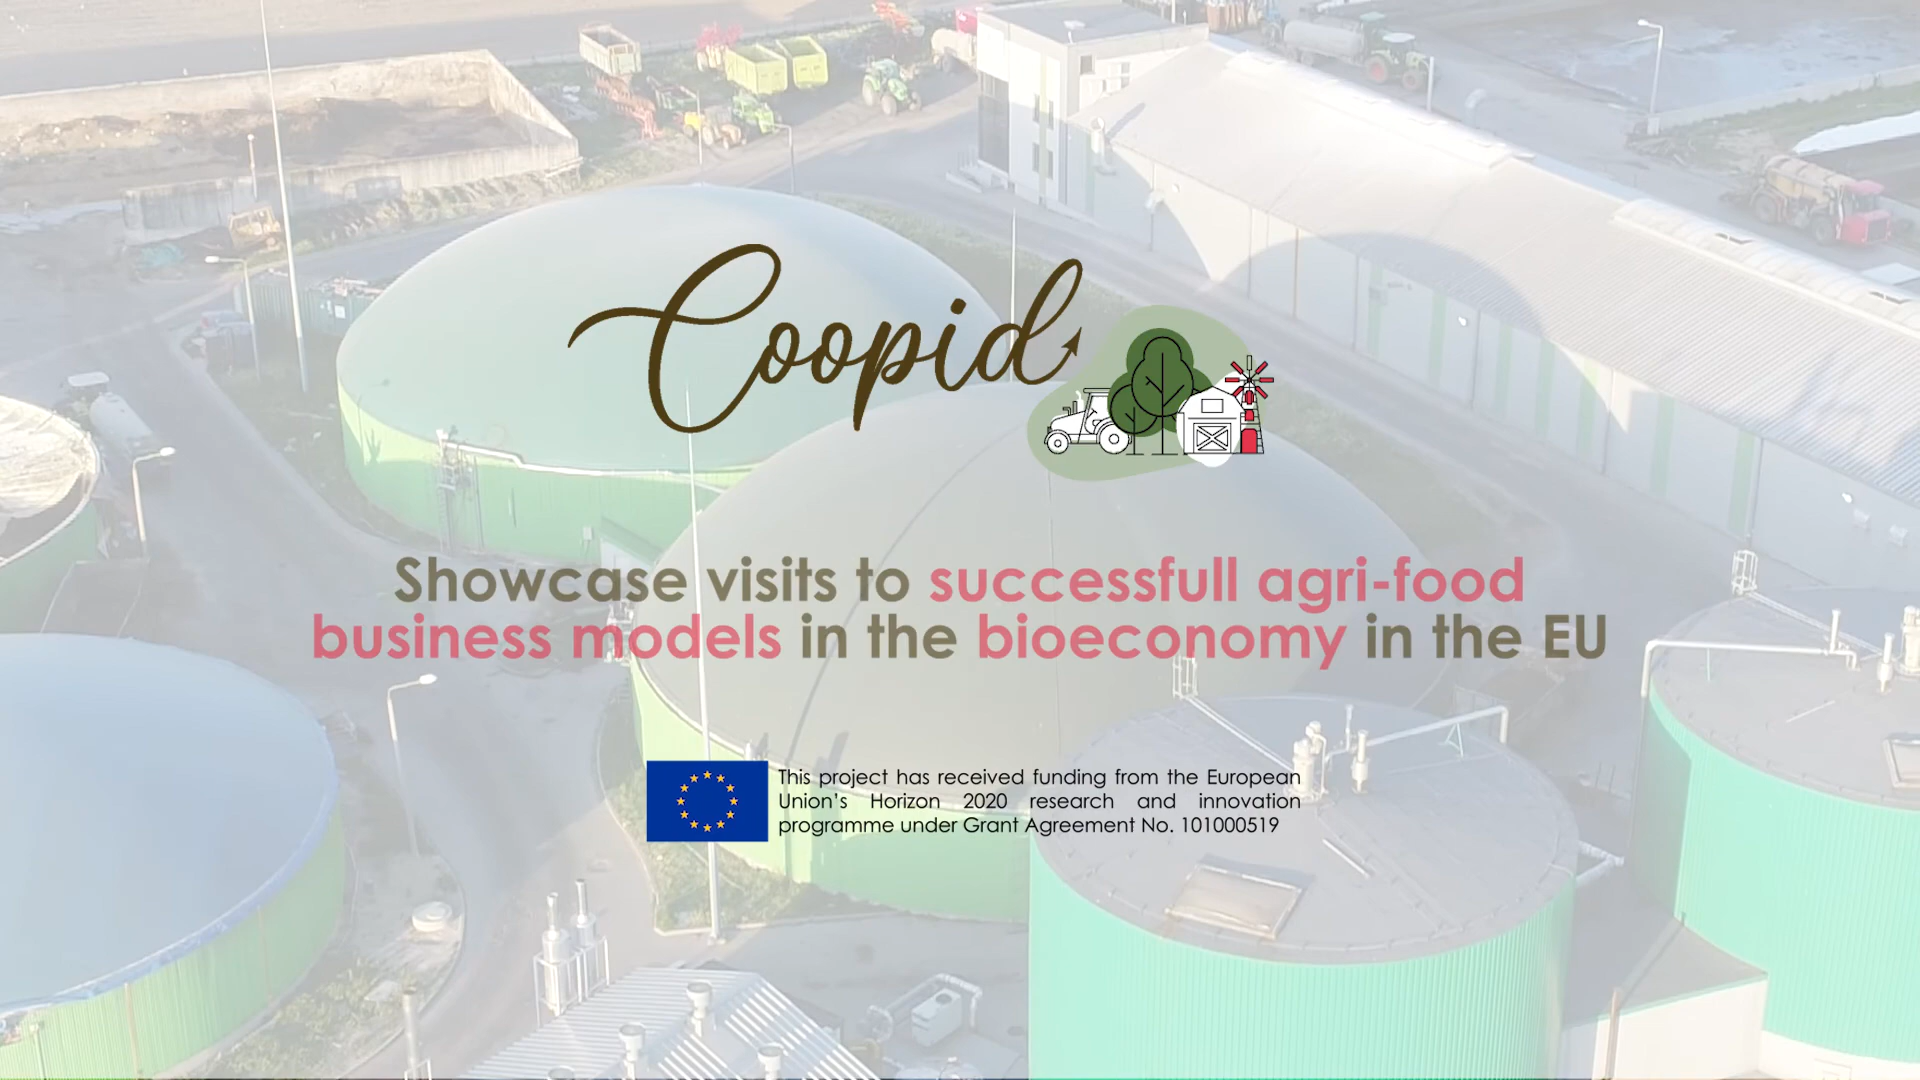 Coopid
Showcase visits to successfull agri-food
business models in the bioeconomy in the EU
This project has received funding from the European
Union's Horizon 2020 research and innovation
programme under Grant Agreement No. 101000519